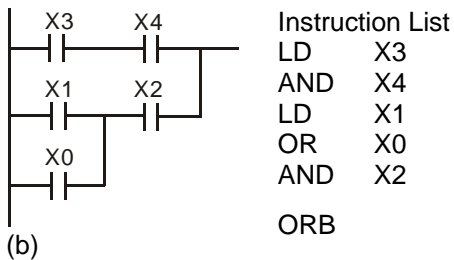 X3 X4
X1 X2
X0
(b)
Instruction List
LD X3
AND X4
LD X1
OR X0
AND X2
ORB